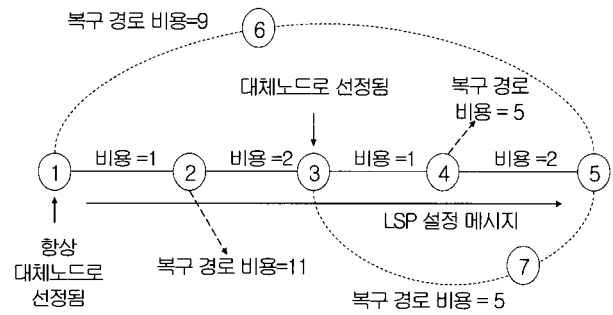 복구 경로 비용=9
6
대체노드로 선정됨
복구 경로
비용 = 5
1
비용 =1
2
비용 =2
3
비용 =1
4
비용 =2
5
LSP 설정 메시지
항상
대체노드로
선정됨
복구 경로 비용=11
7
복구 경로 비용 = 5